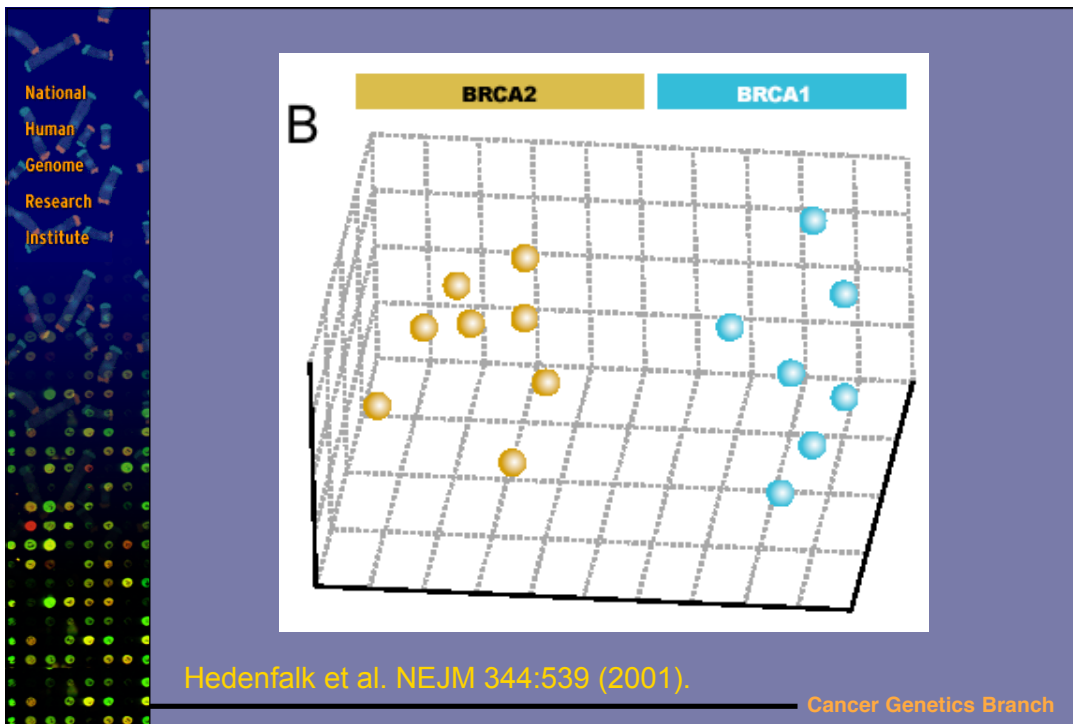 National
Human
Genome
Research
Institute
BRCA2 BRCA1
B
Hedenfalk et al. NEJM 344:539 (2001).
Cancer Genetics Branch